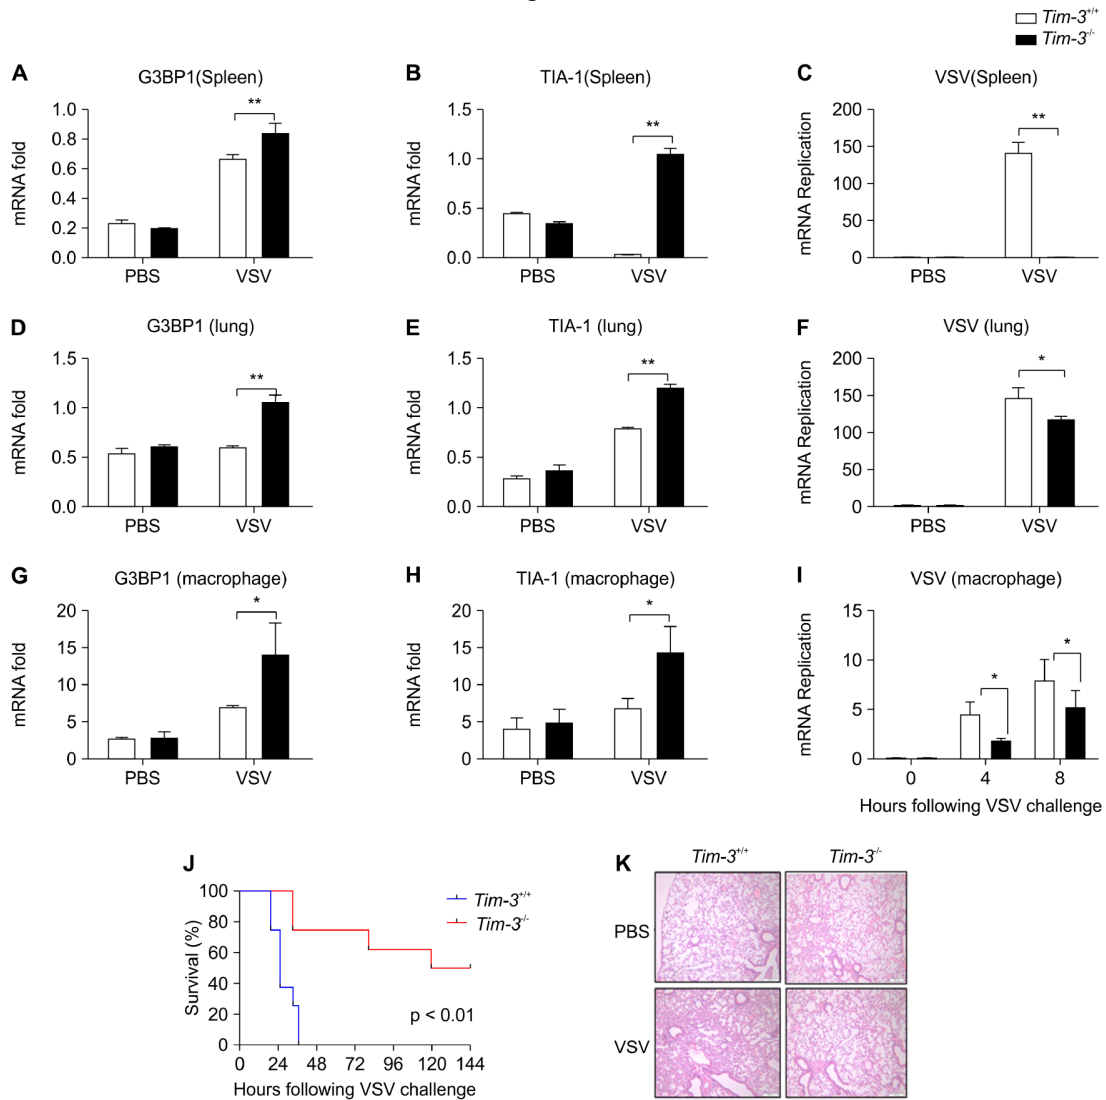 Tim-3+/+
Tim-3-/-
A
G3BP1(Spleen)
mRNA fold
1.0
0.8
0.6
0.4
0.2
0.0
**
PBS
VSV
B
TIA-1(Spleen)
mRNA fold
1.5
1.0
0.5
0.0
**
PBS
VSV
C
VSV(Spleen)
mRNA Replication
200
150
100
50
0
**
PBS
VSV
D
G3BP1 (lung)
mRNA fold
1.5
1.0
0.5
0.0
**
PBS
VSV
E
TIA-1 (lung)
mRNA fold
1.5
1.0
0.5
0.0
**
PBS
VSV
F
VSV (lung)
mRNA Replication
200
150
100
50
0
*
PBS
VSV
G
G3BP1 (macrophage)
mRNA fold
20
15
10
5
0
*
PBS
VSV
H
TIA-1 (macrophage)
mRNA fold
20
15
10
5
0
*
PBS
VSV
I
VSV (macrophage)
mRNA Replication
15
10
5
0
*
*
0
4
8
Hours following VSV challenge
J
Survival (%)
100
80
60
40
20
0
Tim-3+/+
Tim-3-/-
p < 0.01
0
24
48
72
96
120
144
Hours following VSV challenge
K
Tim-3+/+
Tim-3-/-
PBS
VSV